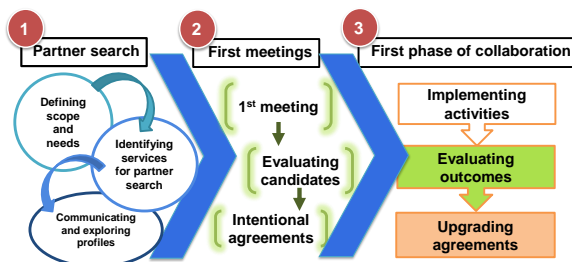 1
Partner search
Defining
scope
and
needs
Identifying
services
for partner
search
Communicating
and exploring
profiles
2
First meetings
1st meeting
Evaluating
candidates
Intentional
agreements
3
First phase of collaboration
Implementing
activities
Evaluating
outcomes
Upgrading
agreements